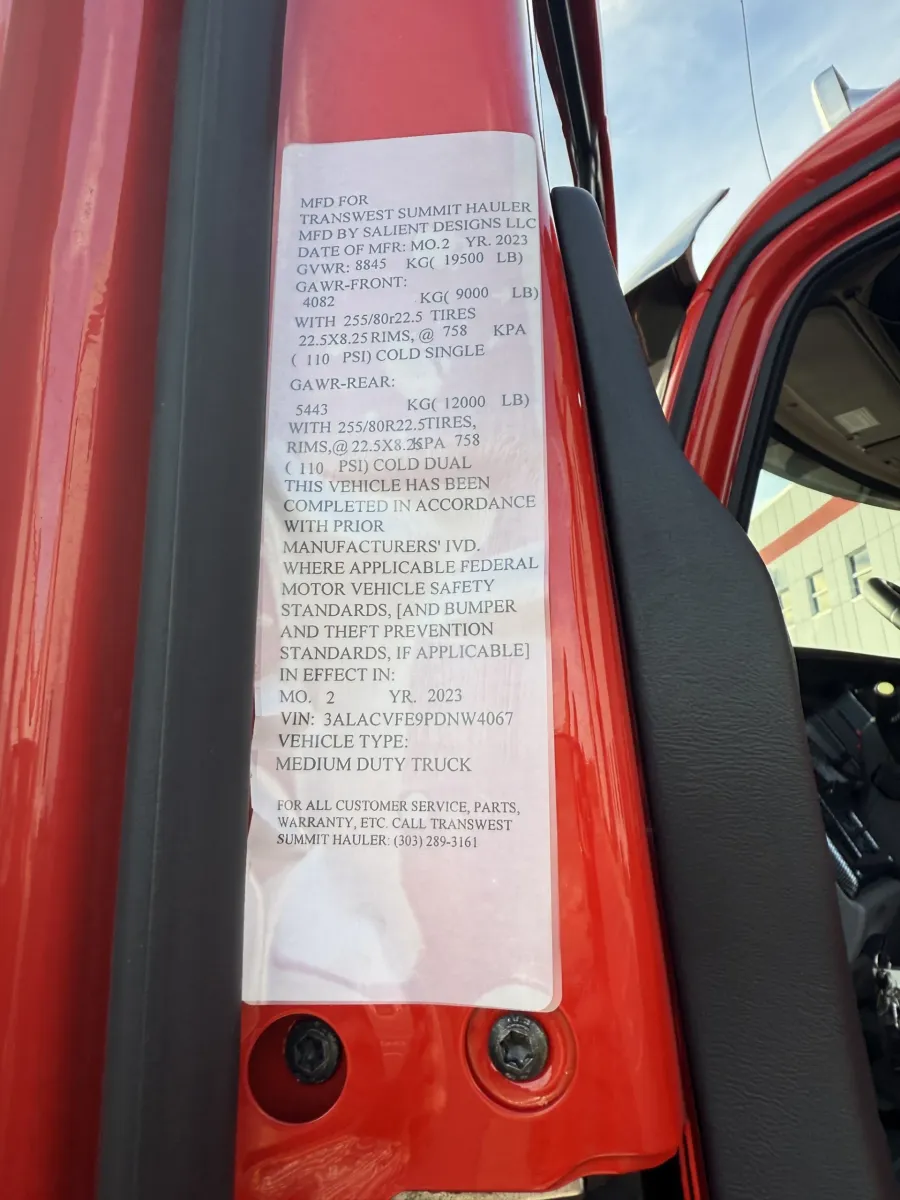 MFD FOR
TRANSWEST SUMMIT HAULER
MFD BY SALIENT DESIGNS LLC
DATE OF MFR: MO.2 YR. 2023
GVWR: 8845 KG( 19500 LB)
GAWR-FRONT:
4082 KG( 9000 LB)
WITH 255/80r22.5 TIRES
22.5X8.25 RIMS, @ 758 KPA
( 110 PSI) COLD SINGLE
GAWR-REAR:
5443 KG( 12000 LB)
WITH 255/80R22.5TIRES,
RIMS,@ 22.5X8.25KPA 758
( 110 PSI) COLD DUAL
THIS VEHICLE HAS BEEN
COMPLETED IN ACCORDANCE
WITH PRIOR
MANUFACTURERS' IVD.
WHERE APPLICABLE FEDERAL
MOTOR VEHICLE SAFETY
STANDARDS, [AND BUMPER
AND THEFT PREVENTION
STANDARDS, IF APPLICABLE]
IN EFFECT IN:
MO. 2 YR. 2023
VIN: 3ALACVFE9PDNW4067
VEHICLE TYPE:
MEDIUM DUTY TRUCK
FOR ALL CUSTOMER SERVICE, PARTS,
WARRANTY, ETC. CALL TRANSWEST
SUMMIT HAULER: (303) 289-3161